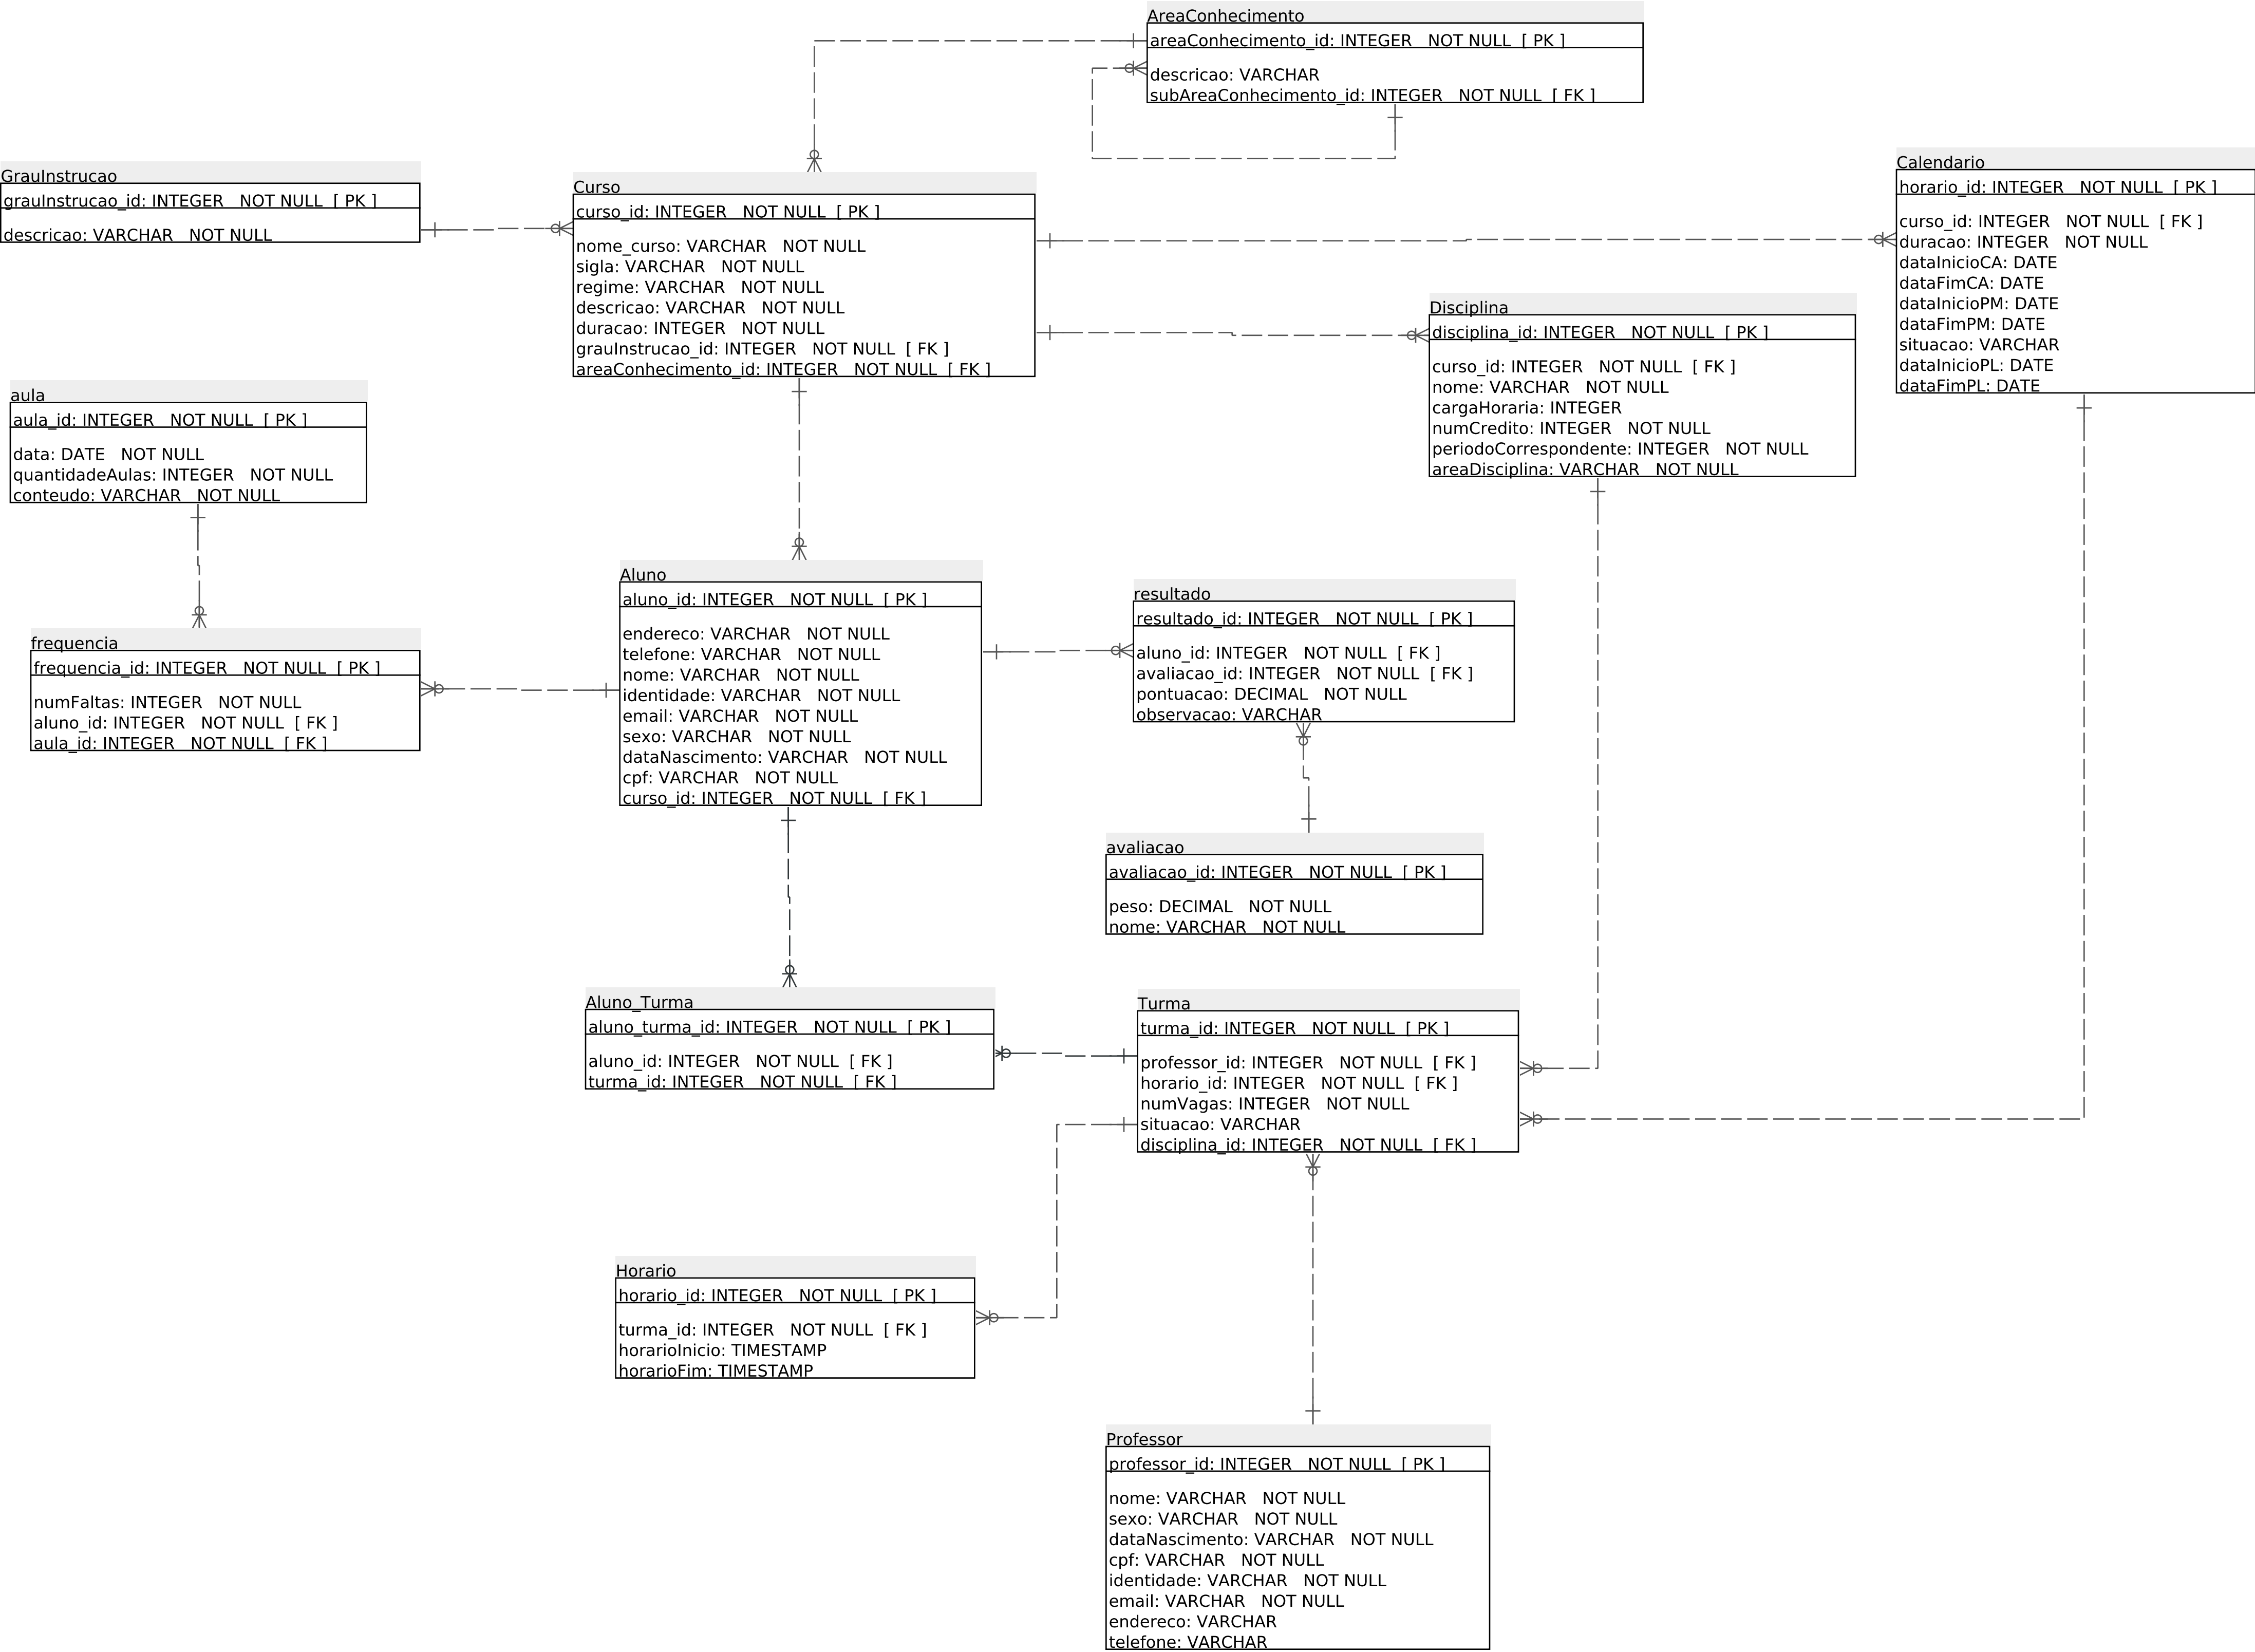 AreaConhecimento
areaConhecimento_id: INTEGER NOT NULL [ PK ]
descricao: VARCHAR
subAreaConhecimento_id: INTEGER NOT NULL [ FK ]
GrauInstrucao
grauInstrucao_id: INTEGER NOT NULL [ PK ]
descricao: VARCHAR NOT NULL
Curso
curso_id: INTEGER NOT NULL [ PK ]
nome_curso: VARCHAR NOT NULL
sigla: VARCHAR NOT NULL
regime: VARCHAR NOT NULL
descricao: VARCHAR NOT NULL
duracao: INTEGER NOT NULL
grauInstrucao_id: INTEGER NOT NULL [ FK ]
areaConhecimento_id: INTEGER NOT NULL [ FK ]
Calendario
horario_id: INTEGER NOT NULL [ PK ]
curso_id: INTEGER NOT NULL [ FK ]
duracao: INTEGER NOT NULL
dataInicioCA: DATE
dataFimCA: DATE
dataInicioPM: DATE
dataFimPM: DATE
situacao: VARCHAR
dataInicioPL: DATE
dataFimPL: DATE
Disciplina
disciplina_id: INTEGER NOT NULL [ PK ]
curso_id: INTEGER NOT NULL [ FK ]
nome: VARCHAR NOT NULL
cargaHoraria: INTEGER
numCredito: INTEGER NOT NULL
periodoCorrespondente: INTEGER NOT NULL
areaDisciplina: VARCHAR NOT NULL
aula
aula_id: INTEGER NOT NULL [ PK ]
data: DATE NOT NULL
quantidadeAulas: INTEGER NOT NULL
conteudo: VARCHAR NOT NULL
frequencia
frequencia_id: INTEGER NOT NULL [ PK ]
numFaltas: INTEGER NOT NULL
aluno_id: INTEGER NOT NULL [ FK ]
aula_id: INTEGER NOT NULL [ FK ]
Aluno
aluno_id: INTEGER NOT NULL [ PK ]
endereco: VARCHAR NOT NULL
telefone: VARCHAR NOT NULL
nome: VARCHAR NOT NULL
identidade: VARCHAR NOT NULL
email: VARCHAR NOT NULL
sexo: VARCHAR NOT NULL
dataNascimento: VARCHAR NOT NULL
cpf: VARCHAR NOT NULL
curso_id: INTEGER NOT NULL [ FK ]
resultado
resultado_id: INTEGER NOT NULL [ PK ]
aluno_id: INTEGER NOT NULL [ FK ]
avaliacao_id: INTEGER NOT NULL [ FK ]
pontuacao: DECIMAL NOT NULL
observacao: VARCHAR
avaliacao
avaliacao_id: INTEGER NOT NULL [ PK ]
peso: DECIMAL NOT NULL
nome: VARCHAR NOT NULL
Aluno_Turma
aluno_turma_id: INTEGER NOT NULL [ PK ]
aluno_id: INTEGER NOT NULL [ FK ]
turma_id: INTEGER NOT NULL [ FK ]
Turma
turma_id: INTEGER NOT NULL [ PK ]
professor_id: INTEGER NOT NULL [ FK ]
horario_id: INTEGER NOT NULL [ FK ]
numVagas: INTEGER NOT NULL
situacao: VARCHAR
disciplina_id: INTEGER NOT NULL [ FK ]
Horario
horario_id: INTEGER NOT NULL [ PK ]
turma_id: INTEGER NOT NULL [ FK ]
horarioInicio: TIMESTAMP
horarioFim: TIMESTAMP
Professor
professor_id: INTEGER NOT NULL [ PK ]
nome: VARCHAR NOT NULL
sexo: VARCHAR NOT NULL
dataNascimento: VARCHAR NOT NULL
cpf: VARCHAR NOT NULL
identidade: VARCHAR NOT NULL
email: VARCHAR NOT NULL
endereco: VARCHAR
telefone: VARCHAR